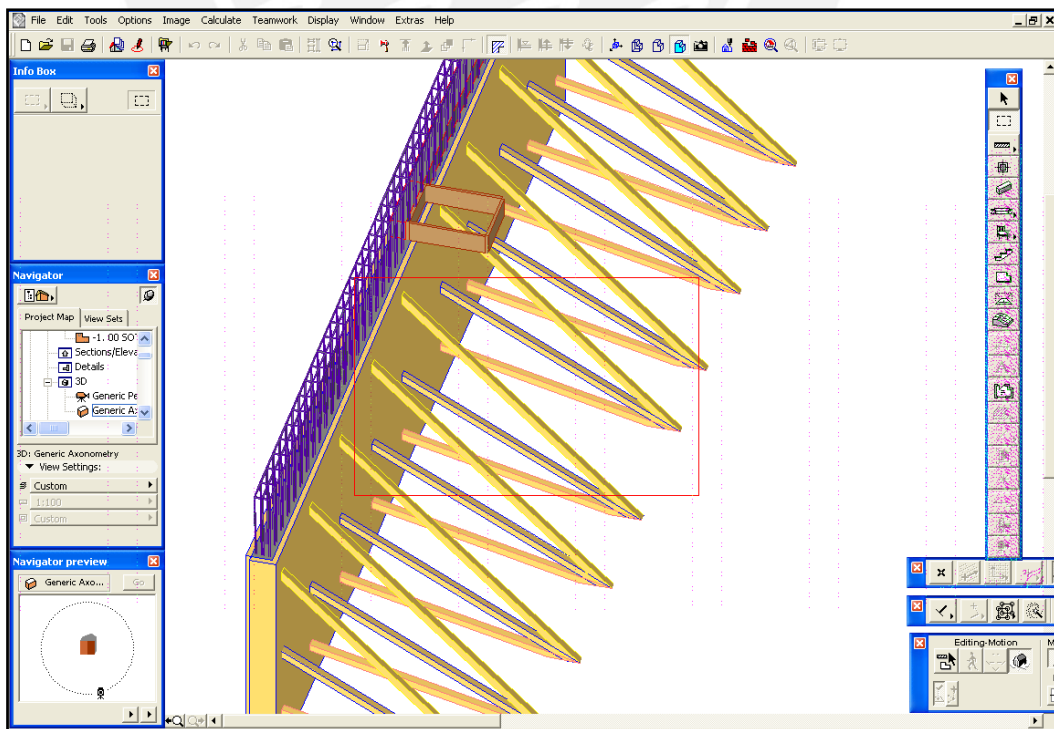 File Edit Tools Options Image Calculate Teamwork Display Window Extras Help
Info Box
Navigator
Project Map View Sets
-1. 00 SO
Sections/Eleva
Details
3D
Generic Pe
Generic Ax
3D: Generic Axonometry
View Settings:
Custom
1:100
Custom
Navigator preview
Generic Axo... Go
Editing-Motion M